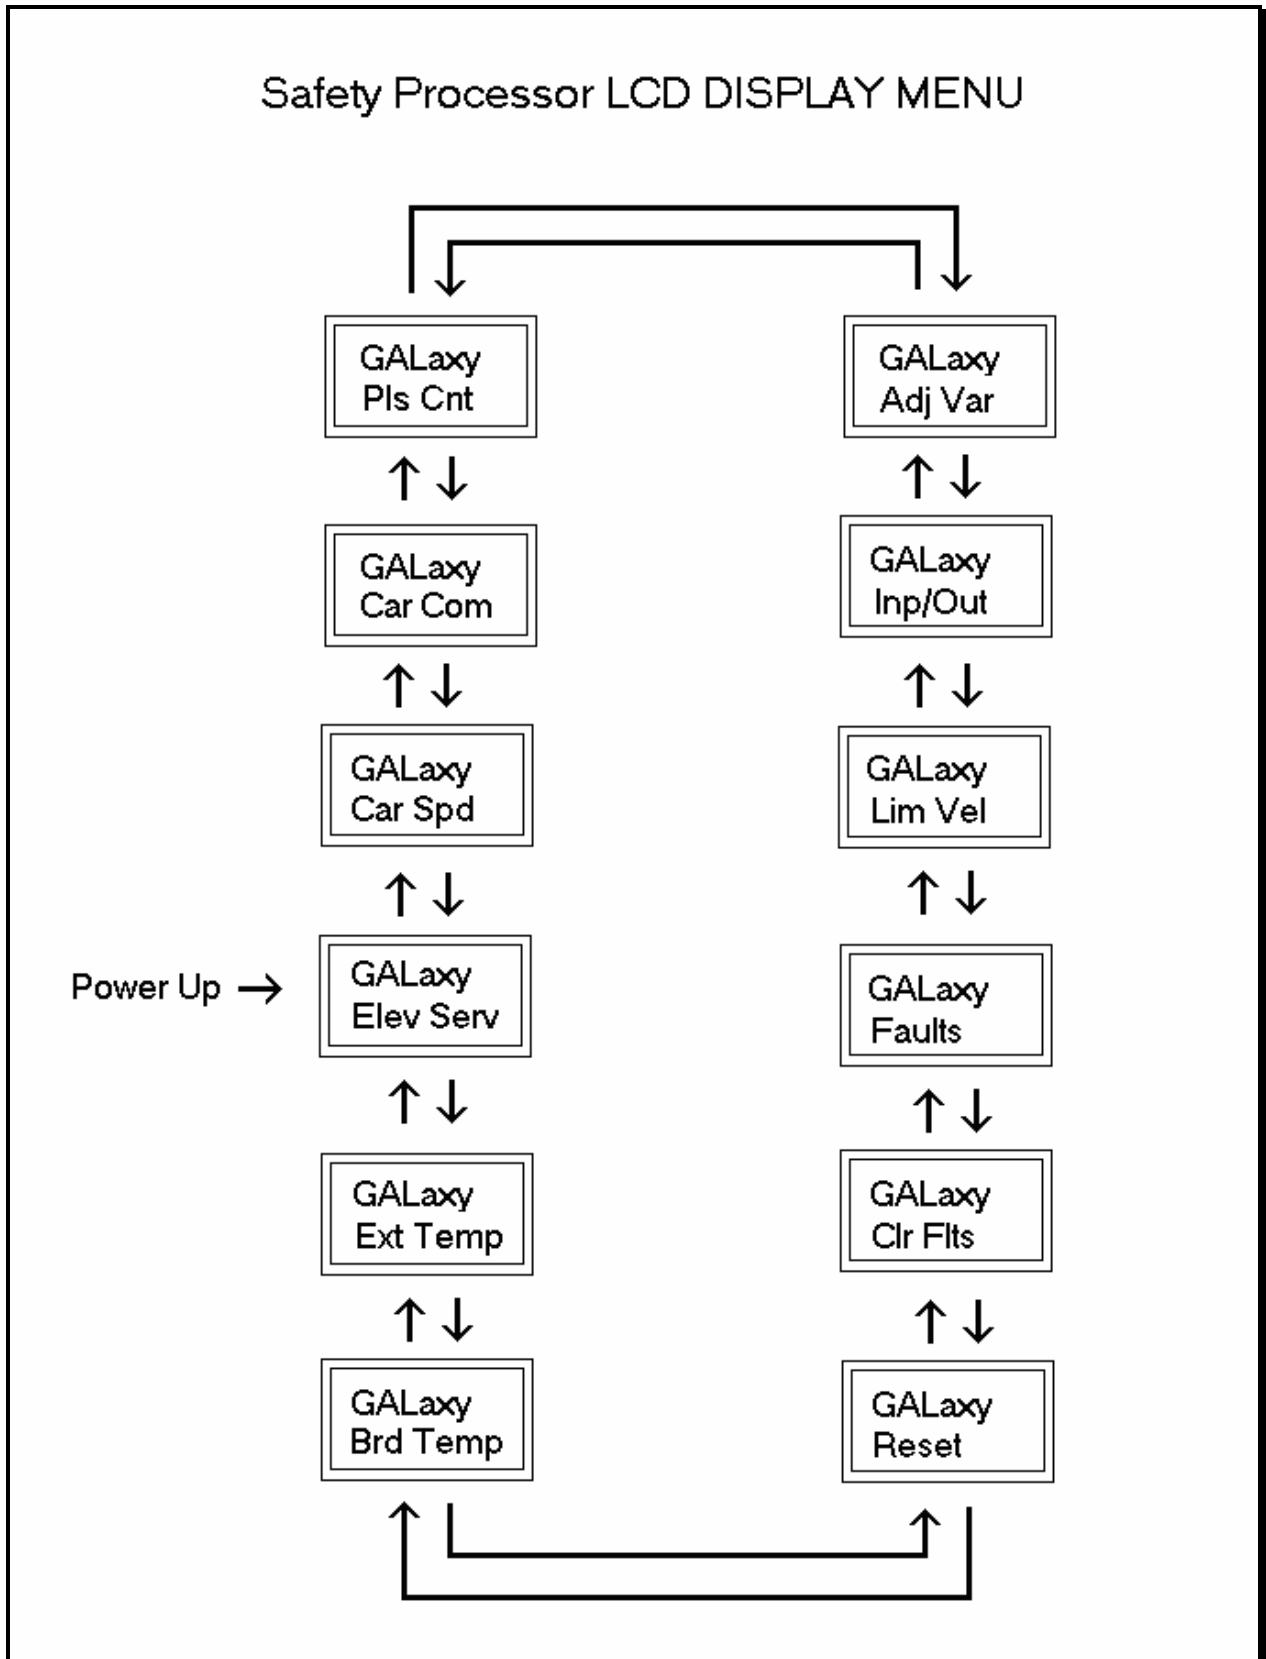 Safety Processor LCD DISPLAY MENU
GALaxy
Pls Cnt
GALaxy
Car Com
GALaxy
Car Spd
Power Up
GALaxy
Elev Serv
GALaxy
Ext Temp
GALaxy
Brd Temp
GALaxy
Adj Var
GALaxy
Inp/Out
GALaxy
Lim Vel
GALaxy
Faults
GALaxy
Clr Flts
GALaxy
Reset